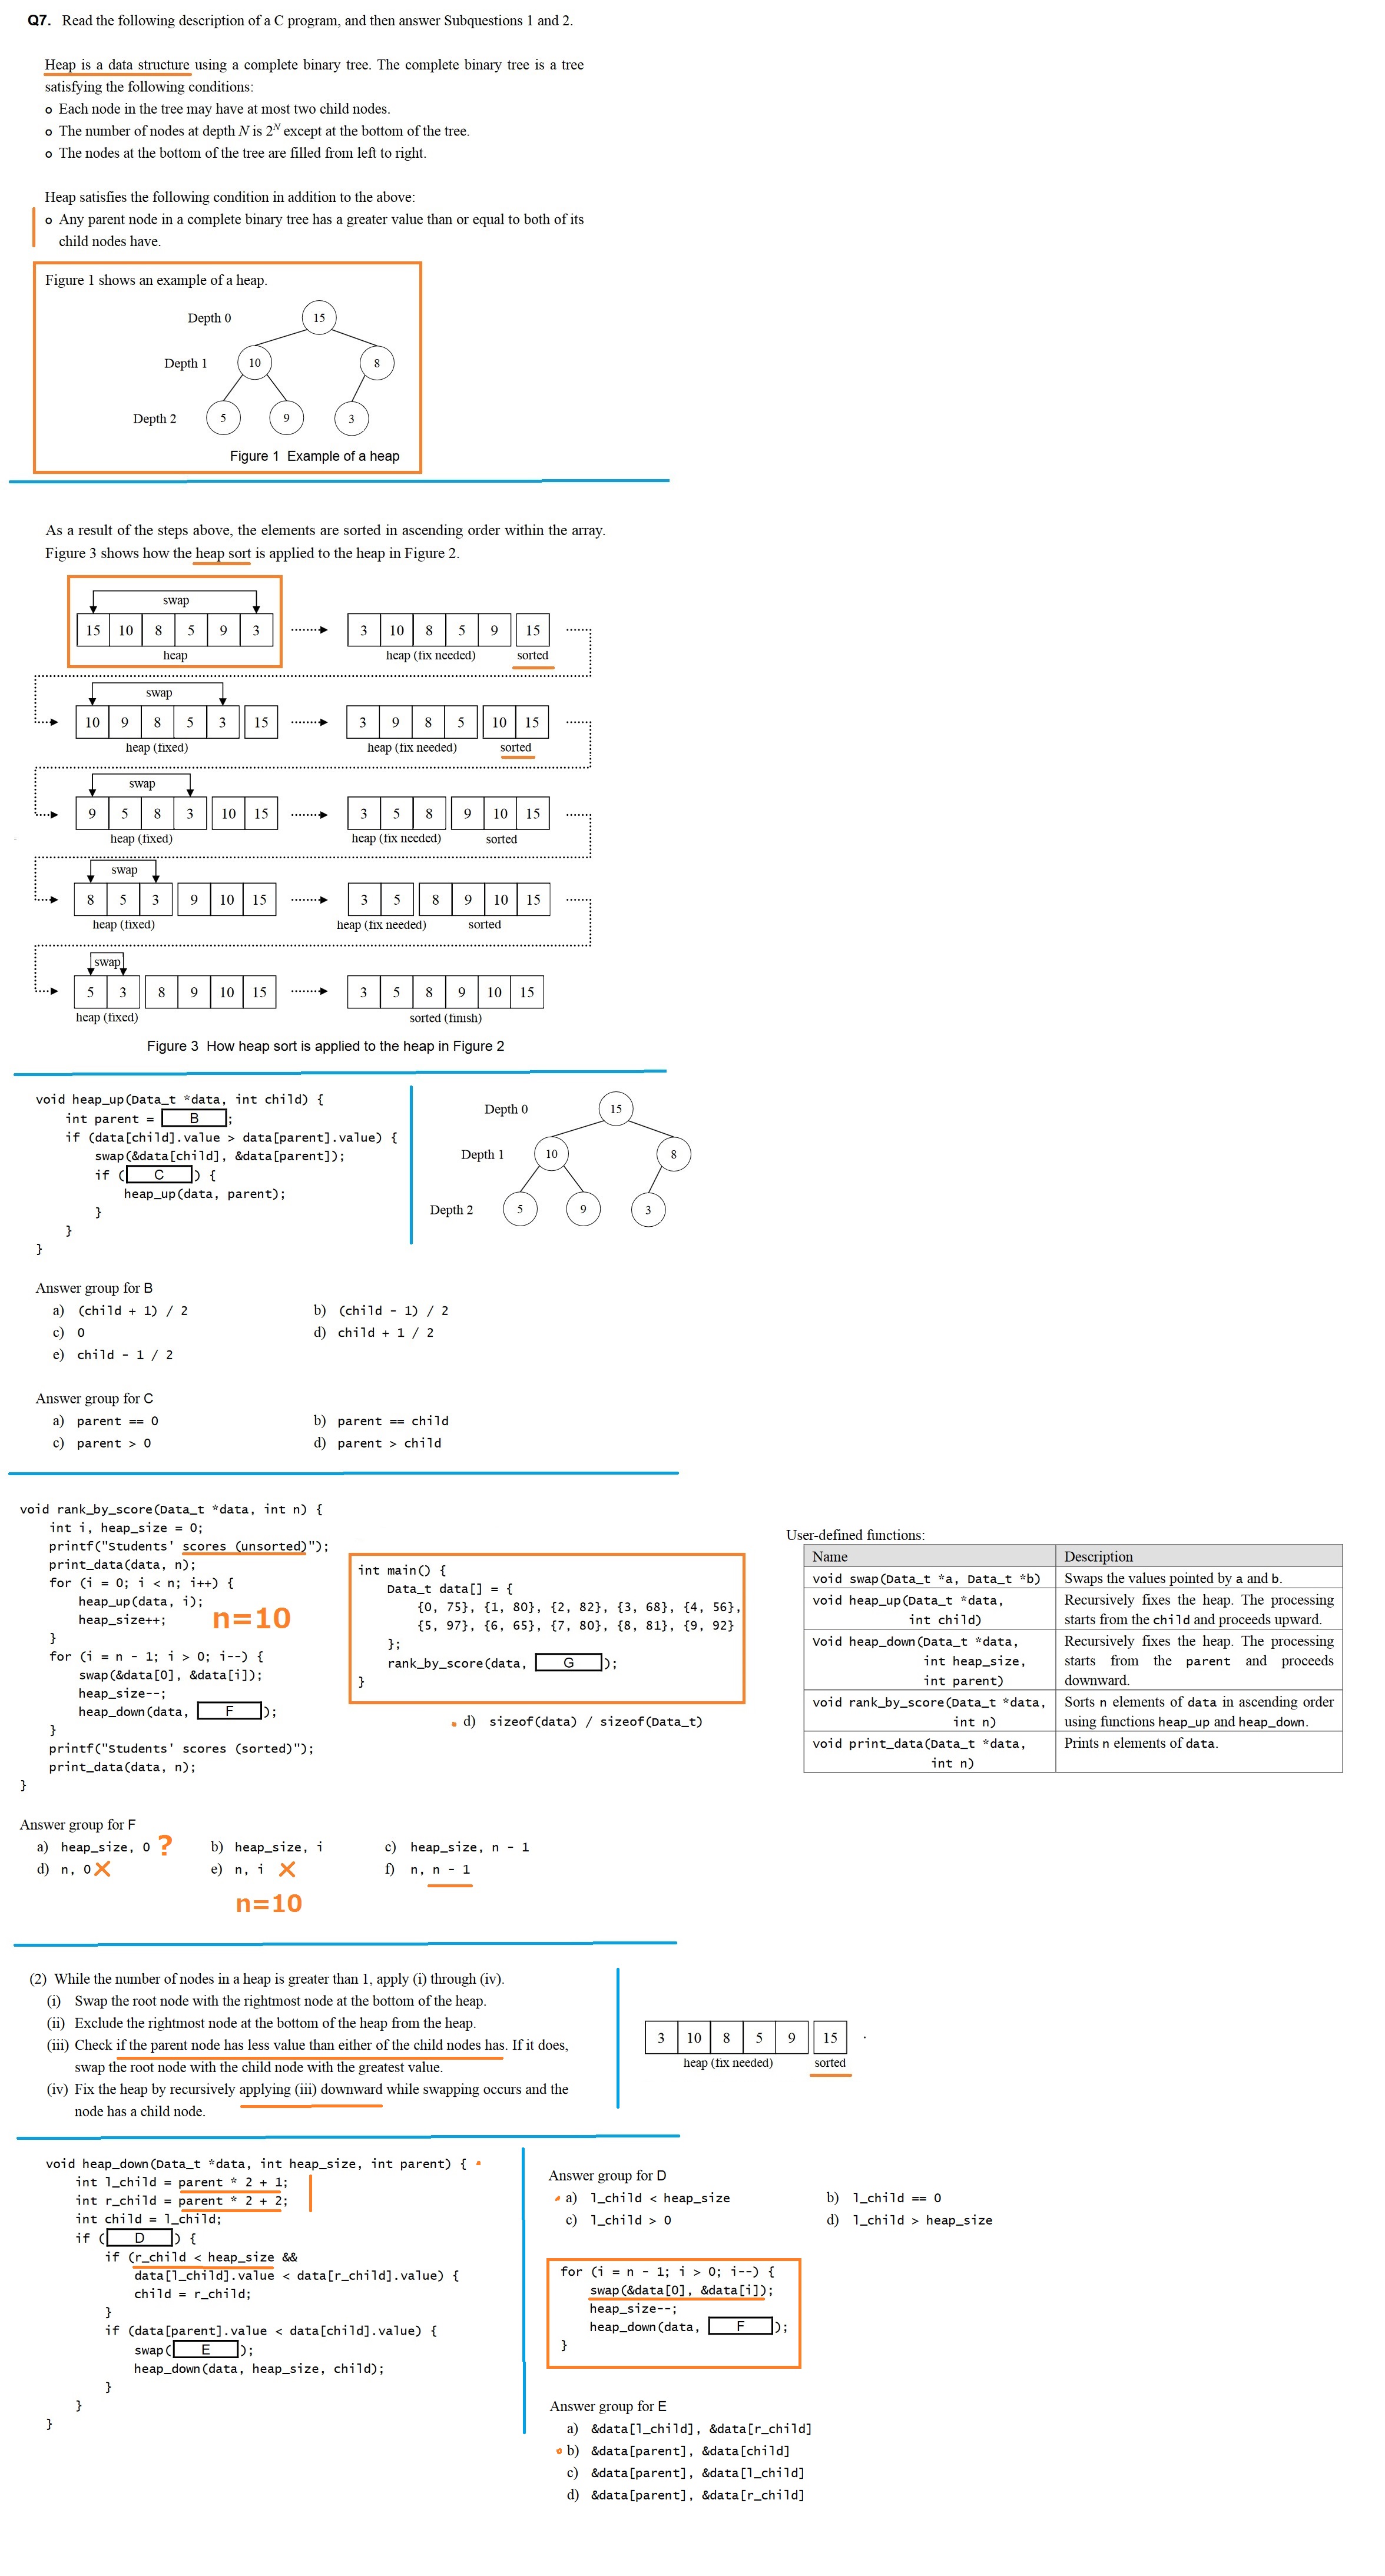 Q7. Read the following description of a C program, and then answer Subquestions 1 and 2.
Heap is a data structure using a complete binary tree. The complete binary tree is a tree
satisfying the following conditions:
o Each node in the tree may have at most two child nodes.
o The number of nodes at depth N is 2^N except at the bottom of the tree.
o The nodes at the bottom of the tree are filled from left to right.
Heap satisfies the following condition in addition to the above:
o Any parent node in a complete binary tree has a greater value than or equal to both of its
child nodes have.
Figure 1 shows an example of a heap.
Depth 0 15
Depth 1 10 8
Depth 2 5 9 3
Figure 1 Example of a heap
As a result of the steps above, the elements are sorted in ascending order within the array.
Figure 3 shows how the heap sort is applied to the heap in Figure 2.
swap
15 10 8 5 9 3 3 10 8 5 9 15
heap heap (fix needed) sorted
swap
10 9 8 5 3 15 3 9 8 5 10 15
heap (fixed) heap (fix needed) sorted
swap
9 5 8 3 10 15 3 5 8 9 10 15
heap (fixed) heap (fix needed) sorted
swap
8 5 3 9 10 15 3 5 8 9 10 15
heap (fixed) heap (fix needed) sorted
swap
5 3 8 9 10 15 3 5 8 9 10 15
heap (fixed) sorted (finish)
Figure 3 How heap sort is applied to the heap in Figure 2
void heap_up(Data_t *data, int child) {
int parent = B ;
if (data[child].value > data[parent].value) {
swap(&data[child], &data[parent]);
if ( C ) {
heap_up(data, parent);
}
}
}
Depth 0 15
Depth 1 10 8
Depth 2 5 9 3
Answer group for B
a) (child + 1) / 2 b) (child - 1) / 2
c) 0 d) child + 1 / 2
e) child - 1 / 2
Answer group for C
a) parent == 0 b) parent == child
c) parent > 0 d) parent > child
void rank_by_score(Data_t *data, int n) {
int i, heap_size = 0;
printf("Students' scores (unsorted)");
print_data(data, n);
for (i = 0; i < n; i++) {
heap_up(data, i);
heap_size++;
n=10
}
for (i = n - 1; i > 0; i--) {
swap(&data[0], &data[i]);
heap_size--;
heap_down(data, F );
}
printf("Students' scores (sorted)");
print_data(data, n);
}
int main() {
Data_t data[] = {
{0, 75}, {1, 80}, {2, 82}, {3, 68}, {4, 56},
{5, 97}, {6, 65}, {7, 80}, {8, 81}, {9, 92}
};
rank_by_score(data, G );
}
d) sizeof(data) / sizeof(Data_t)
User-defined functions:
Name Description
void swap(Data_t *a, Data_t *b) Swaps the values pointed by a and b.
void heap_up(Data_t *data, Recursively fixes the heap. The processing
int child) starts from the child and proceeds upward.
void heap_down(Data_t *data, Recursively fixes the heap. The processing
int heap_size, starts from the parent and proceeds
int parent) downward.
void rank_by_score(Data_t *data, Sorts n elements of data in ascending order
int n) using functions heap_up and heap_down.
void print_data(Data_t *data, Prints n elements of data.
int n)
Answer group for F
a) heap_size, 0 ? b) heap_size, i c) heap_size, n - 1
d) n, 0 X e) n, i X f) n, n - 1
n=10
(2) While the number of nodes in a heap is greater than 1, apply (i) through (iv).
(i) Swap the root node with the rightmost node at the bottom of the heap.
(ii) Exclude the rightmost node at the bottom of the heap from the heap.
(iii) Check if the parent node has less value than either of the child nodes has. If it does,
swap the root node with the child node with the greatest value.
(iv) Fix the heap by recursively applying (iii) downward while swapping occurs and the
node has a child node.
3 10 8 5 9 15
heap (fix needed) sorted
void heap_down(Data_t *data, int heap_size, int parent) {
int l_child = parent * 2 + 1;
int r_child = parent * 2 + 2;
int child = l_child;
if ( D ) {
if (r_child < heap_size &&
data[l_child].value < data[r_child].value) {
child = r_child;
}
if (data[parent].value < data[child].value) {
swap( E );
heap_down(data, heap_size, child);
}
}
}
Answer group for D
a) l_child < heap_size b) l_child == 0
c) l_child > 0 d) l_child > heap_size
for (i = n - 1; i > 0; i--) {
swap(&data[0], &data[i]);
heap_size--;
heap_down(data, F );
}
Answer group for E
a) &data[l_child], &data[r_child]
b) &data[parent], &data[child]
c) &data[parent], &data[l_child]
d) &data[parent], &data[r_child]